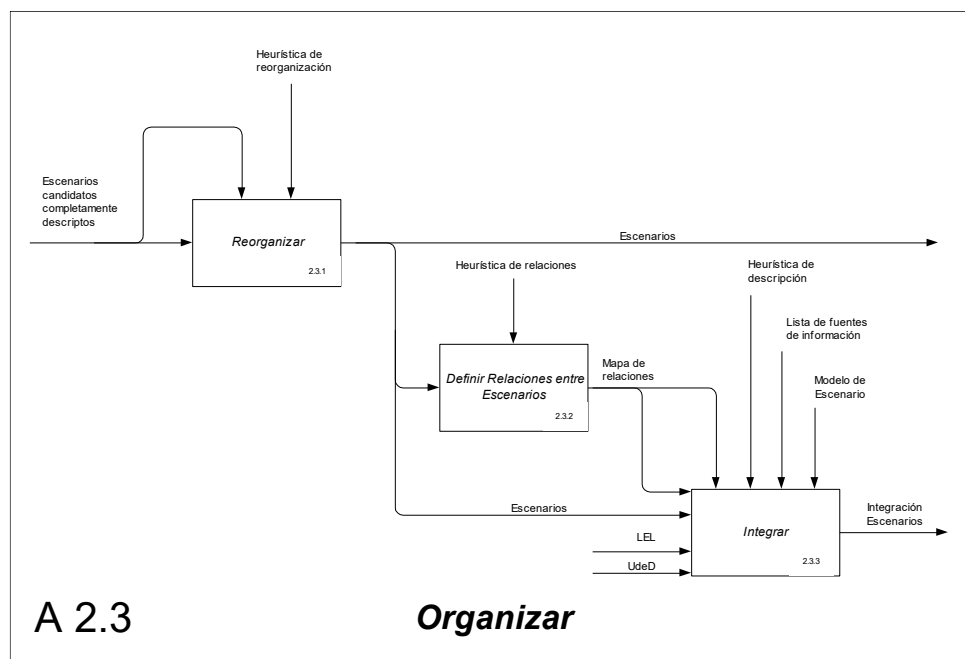 Heurística de
reorganización
Escenarios
candidatos
completamente
descriptos
Reorganizar
2.3.1
Escenarios
Heurística de relaciones
Heurística de
descripción
Lista de fuentes
de información
Modelo de
Escenario
Definir Relaciones entre
Escenarios
2.3.2
Mapa de
relaciones
Escenarios
LEL
UdeD
Integrar
2.3.3
Integración
Escenarios
A 2.3
Organizar